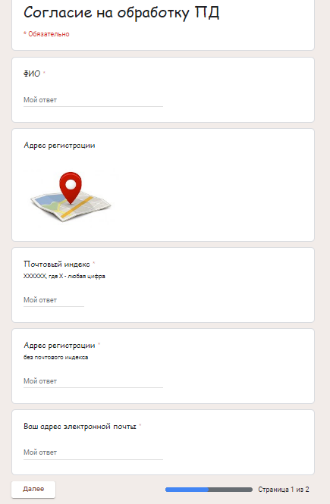 Согласие на обработку ПД
* Обязательно
ФИО *
Мой ответ
Адрес регистрации
Почтовый индекс *
XXXXXX, где X - любая цифра
Мой ответ
Адрес регистрации *
без почтового индекса
Мой ответ
Ваш адрес электронной почты *
Мой ответ
Далее
Страница 1 из 2